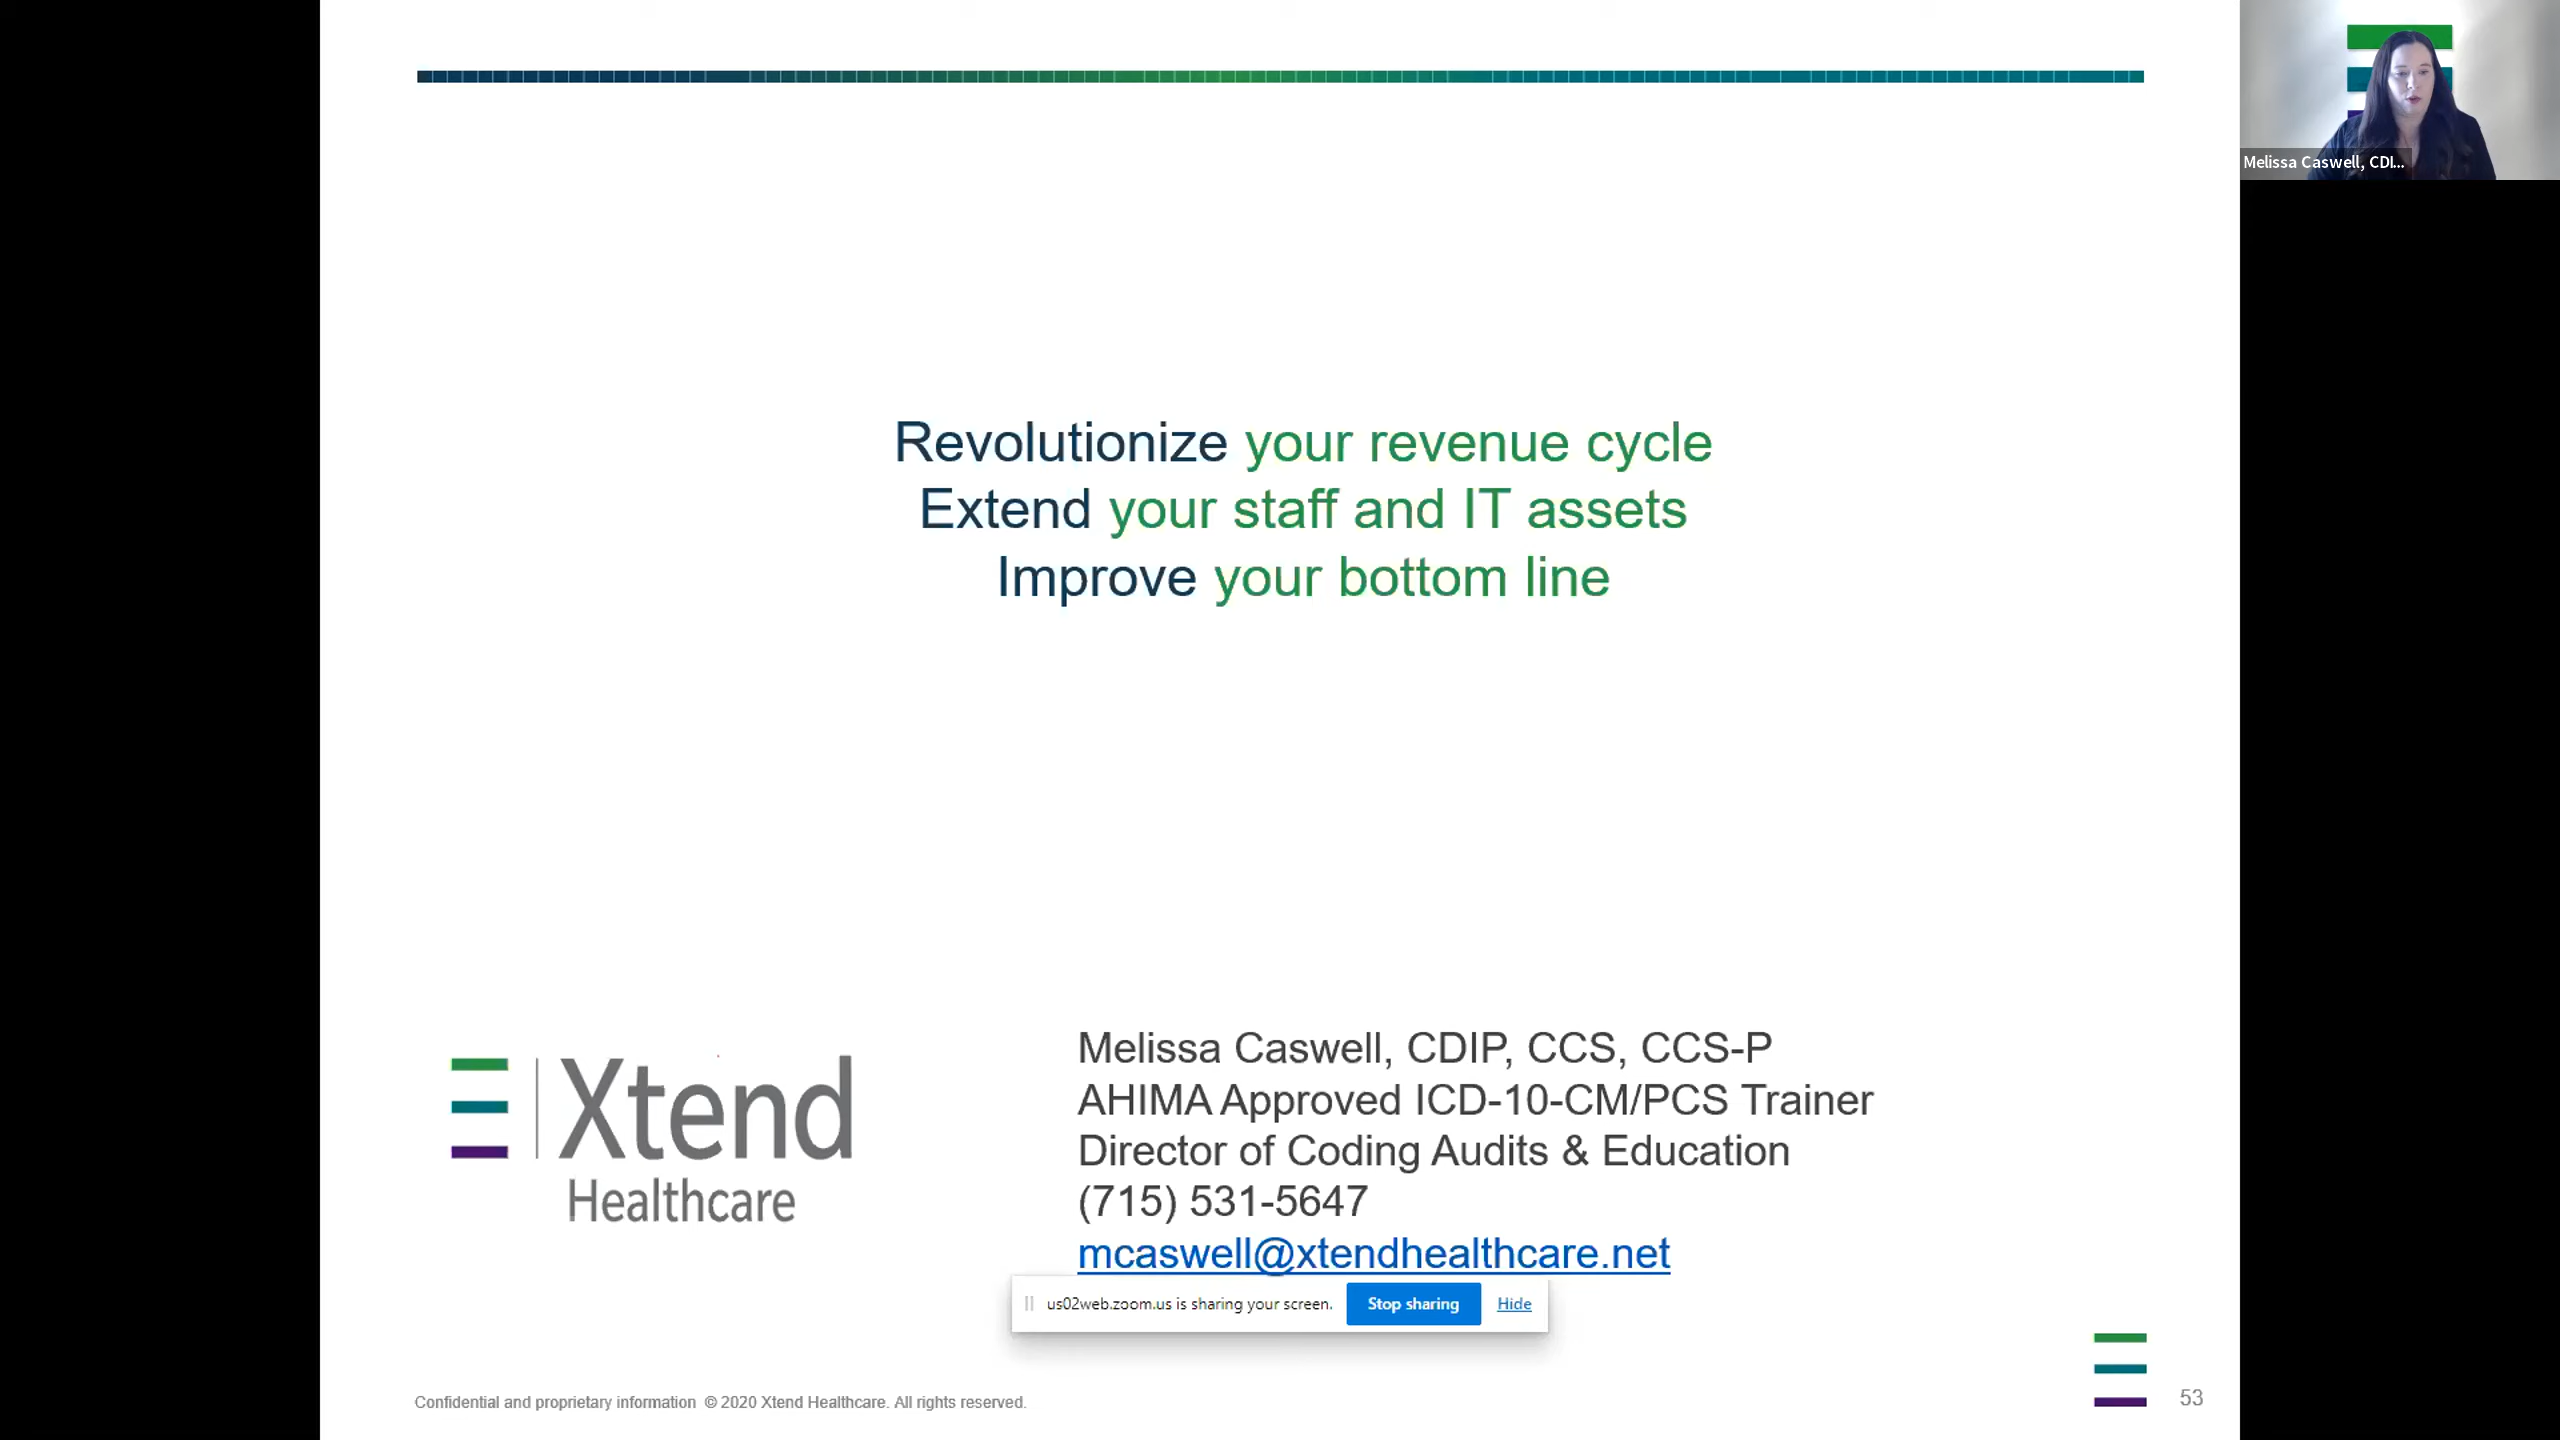 Melissa Caswell, CDI...
Revolutionize your revenue cycle
Extend your staff and IT assets
Improve your bottom line
Xtend
Healthcare
Melissa Caswell, CDIP, CCS, CCS-P
AHIMA Approved ICD-10-CM/PCS Trainer
Director of Coding Audits & Education
(715) 531-5647
mcaswell@xtendhealthcare.net
us02web.zoom.us is sharing your screen. Stop sharing Hide
Confidential and proprietary information © 2020 Xtend Healthcare. All rights reserved.
53